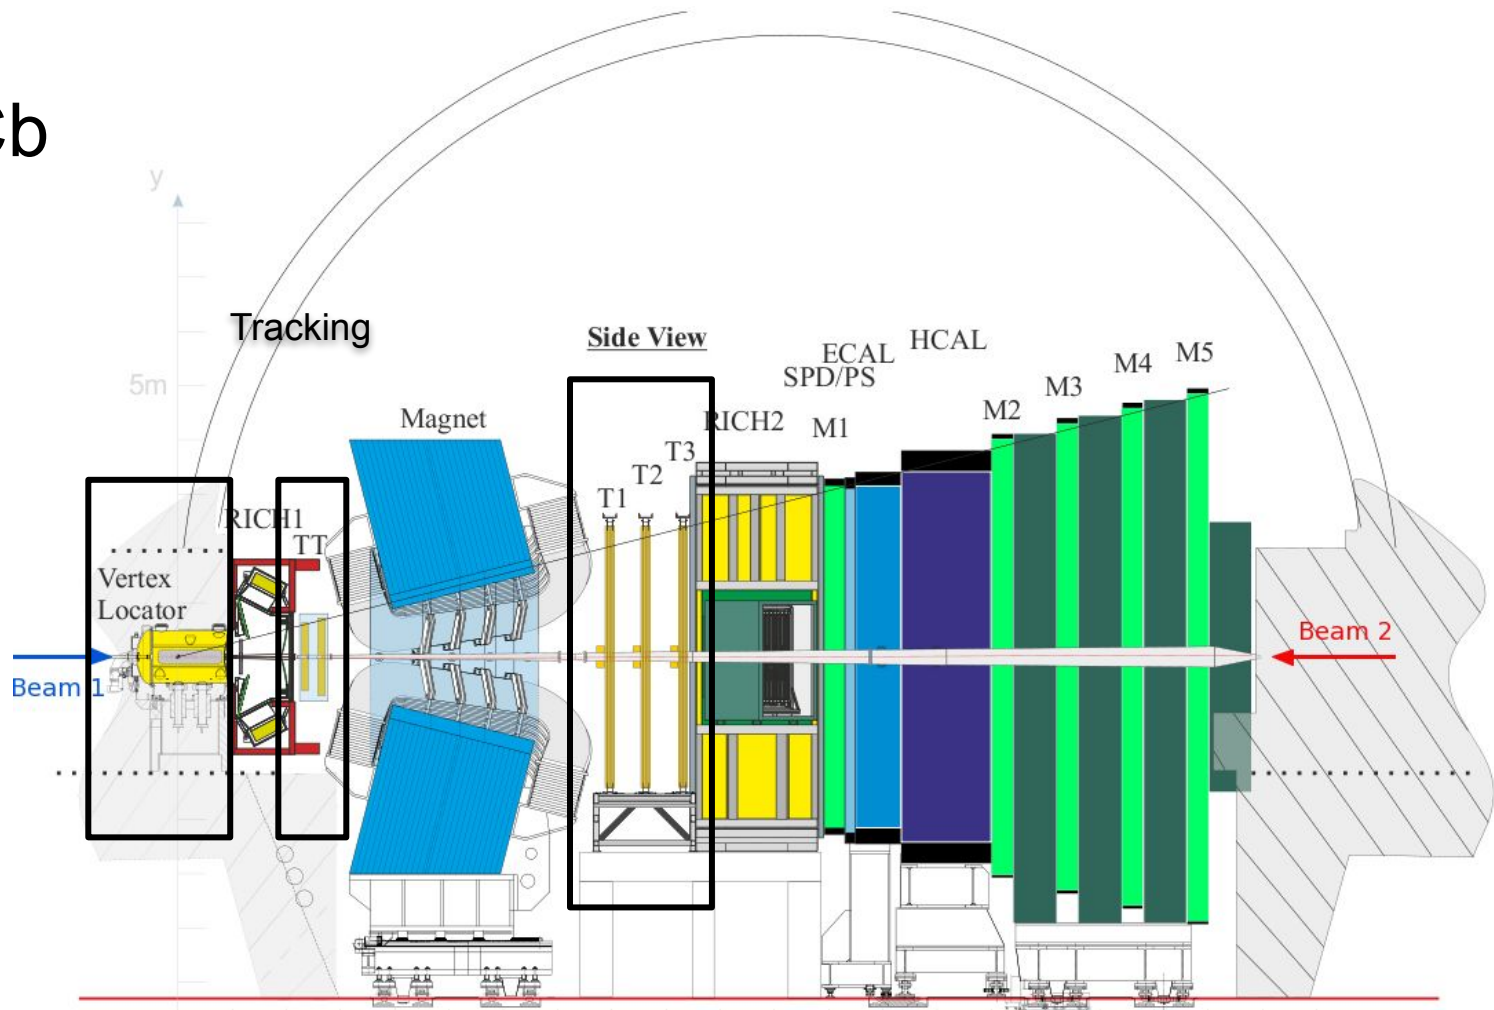 Cb
y
Tracking
Side View
5m
Magnet
T1
T2
T3
RICH2
SPD/PS
ECAL
HCAL
M1
M2
M3
M4
M5
RICH1
TT
Vertex
Locator
Beam 1
Beam 2